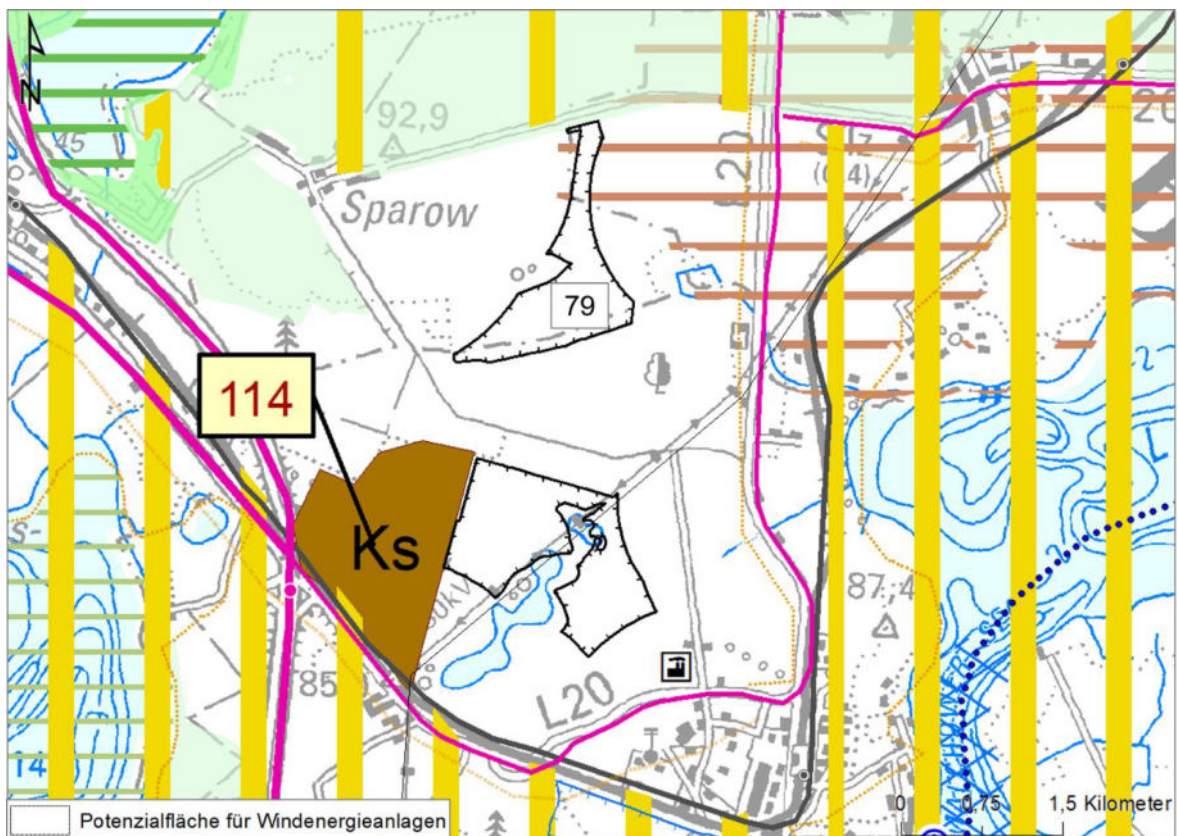 N
45
92,9
Sparow
79
114
Ks
85
L20
87,4
14
0 0,75 1,5 Kilometer
Potenzialfläche für Windenergieanlagen